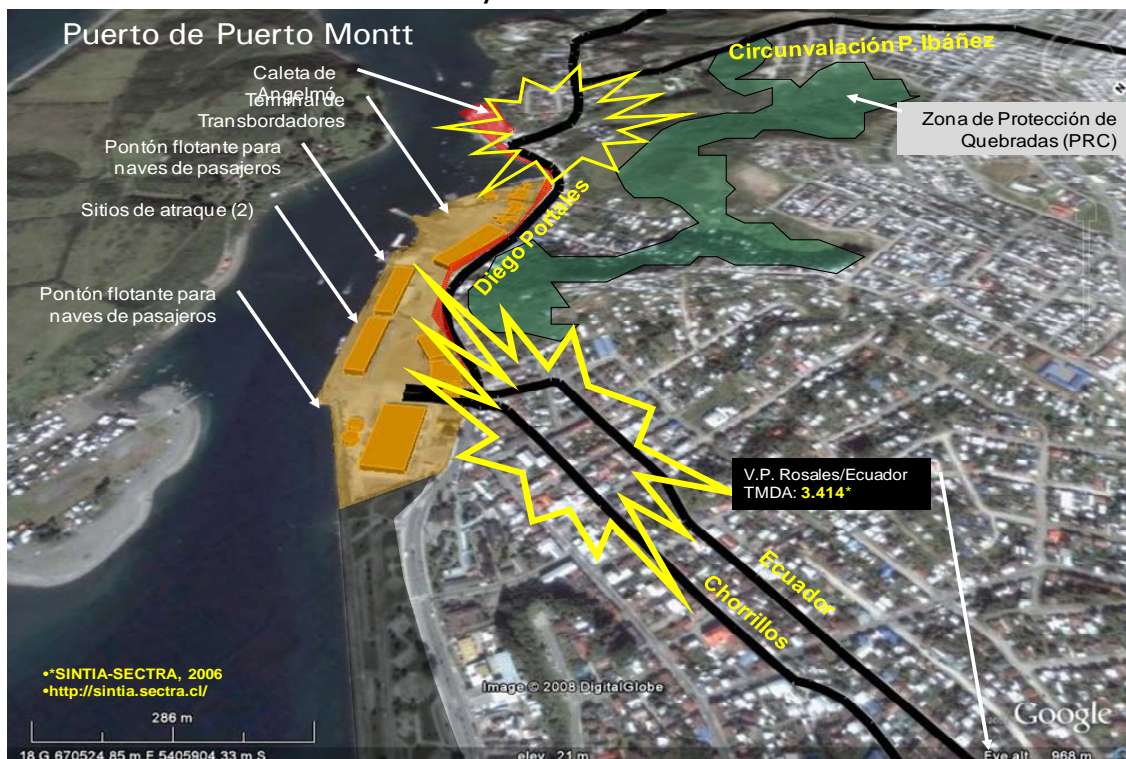 Puerto de Puerto Montt
Circunvalación P. Ibáñez
Caleta de
Angelmó
Terminal de
Transbordadores
Zona de Protección de
Quebradas (PRC)
Pontón flotante para
naves de pasajeros
Sitios de atraque (2)
Diego Portales
Pontón flotante para
naves de pasajeros
V.P. Rosales/Ecuador
TMDA: 3.414*
Ecuador
Chorrillos
•*SINTIA-SECTRA, 2006
•http://sintia.sectra.cl/
Image © 2008 DigitalGlobe
Google
286 m
18 G 670524.85 m E 5405904.33 m S
elev 21 m
Eye alt 968 m
N